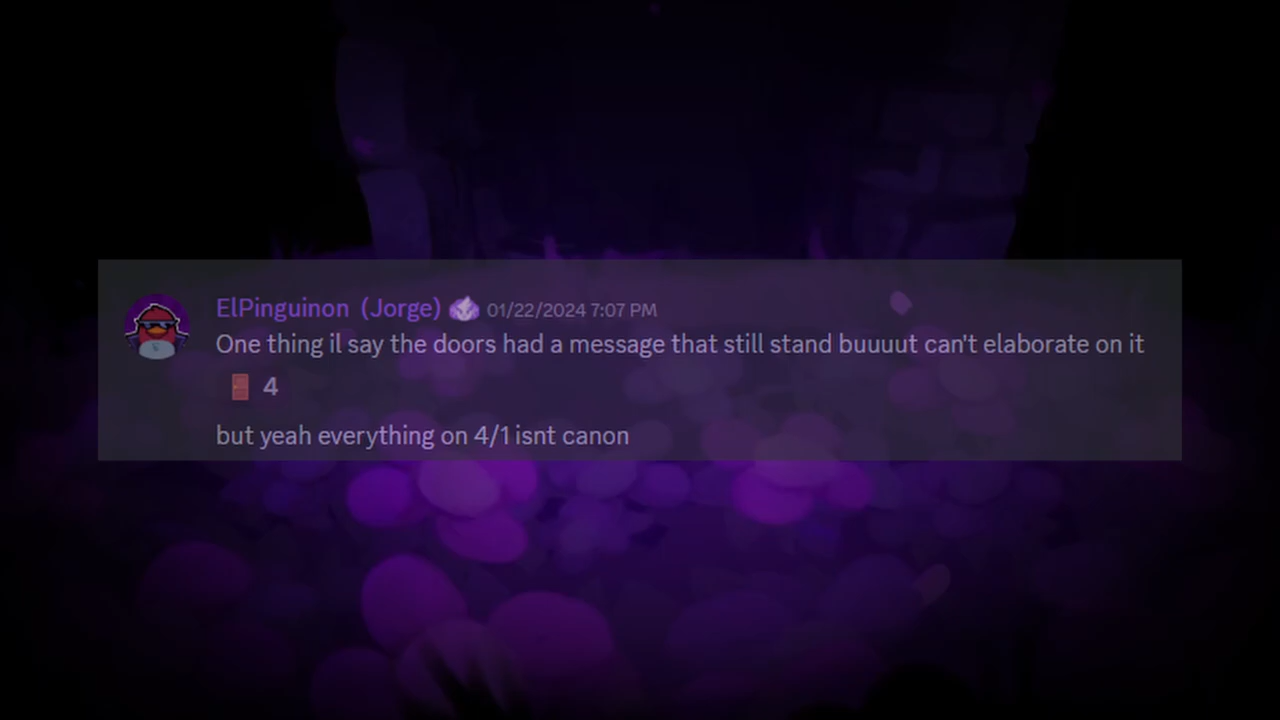 ElPinguinon (Jorge) 01/22/2024 7:07 PM
One thing il say the doors had a message that still stand buuuut can't elaborate on it
🚪 4
but yeah everything on 4/1 isnt canon